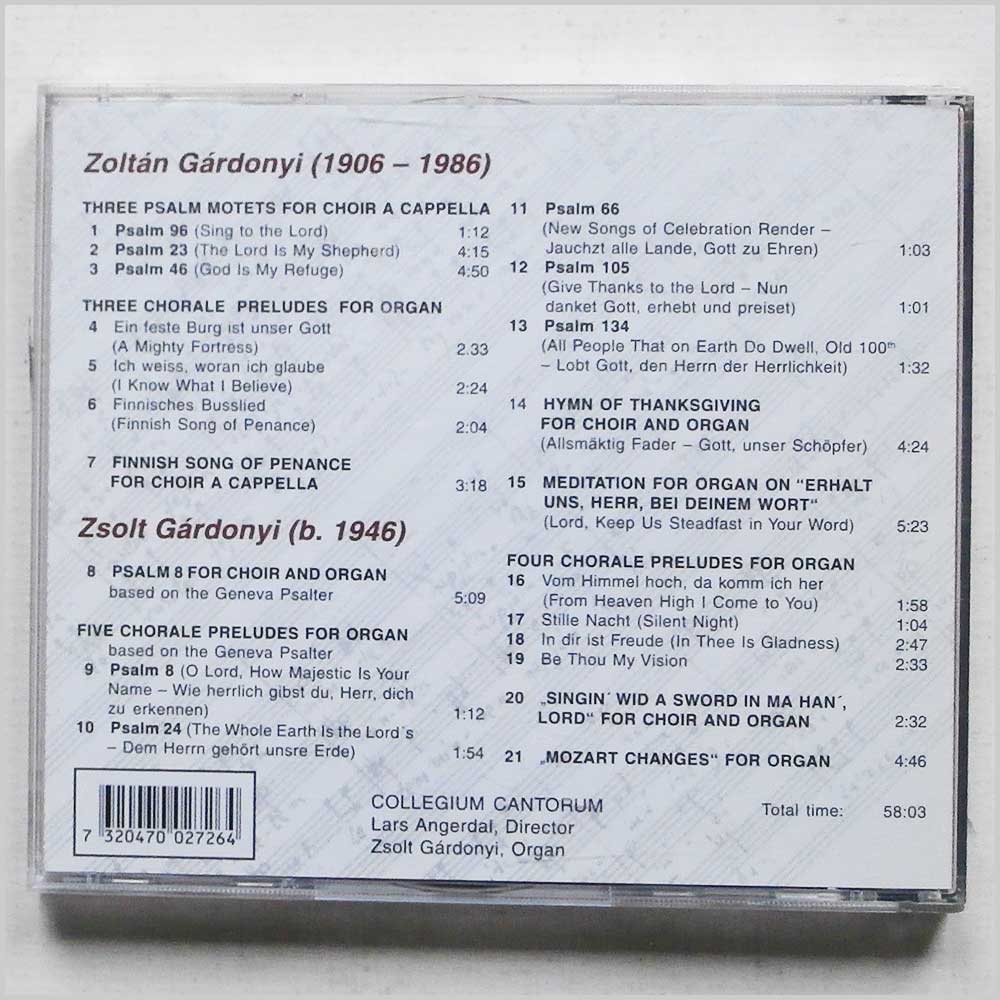 Zoltán Gárdonyi (1906 – 1986)
THREE PSALM MOTETS FOR CHOIR A CAPPELLA
1 Psalm 96 (Sing to the Lord) 1:12
2 Psalm 23 (The Lord Is My Shepherd) 4:15
3 Psalm 46 (God Is My Refuge) 4:50
THREE CHORALE PRELUDES FOR ORGAN
4 Ein feste Burg ist unser Gott
(A Mighty Fortress) 2.33
5 Ich weiss, woran ich glaube
(I Know What I Believe) 2:24
6 Finnisches Busslied
(Finnish Song of Penance) 2:04
7 FINNISH SONG OF PENANCE
FOR CHOIR A CAPPELLA 3:18
Zsolt Gárdonyi (b. 1946)
8 PSALM 8 FOR CHOIR AND ORGAN
based on the Geneva Psalter 5:09
FIVE CHORALE PRELUDES FOR ORGAN
based on the Geneva Psalter
9 Psalm 8 (O Lord, How Majestic Is Your
Name – Wie herrlich gibst du, Herr, dich
zu erkennen) 1:12
10 Psalm 24 (The Whole Earth Is the Lord´s
– Dem Herrn gehört unsre Erde) 1:54
11 Psalm 66
(New Songs of Celebration Render –
Jauchzt alle Lande, Gott zu Ehren) 1:03
12 Psalm 105
(Give Thanks to the Lord – Nun
danket Gott, erhebt und preiset) 1:01
13 Psalm 134
(All People That on Earth Do Dwell, Old 100th
– Lobt Gott, den Herrn der Herrlichkeit) 1:32
14 HYMN OF THANKSGIVING
FOR CHOIR AND ORGAN
(Allsmäktig Fader – Gott, unser Schöpfer) 4:24
15 MEDITATION FOR ORGAN ON "ERHALT
UNS, HERR, BEI DEINEM WORT"
(Lord, Keep Us Steadfast in Your Word) 5:23
FOUR CHORALE PRELUDES FOR ORGAN
16 Vom Himmel hoch, da komm ich her
(From Heaven High I Come to You) 1:58
17 Stille Nacht (Silent Night) 1:04
18 In dir ist Freude (In Thee Is Gladness) 2:47
19 Be Thou My Vision 2:33
20 „SINGIN´ WID A SWORD IN MA HAN´,
LORD" FOR CHOIR AND ORGAN 2:32
21 „MOZART CHANGES" FOR ORGAN 4:46
7 320470 027264
COLLEGIUM CANTORUM
Lars Angerdal, Director
Zsolt Gárdonyi, Organ
Total time: 58:03